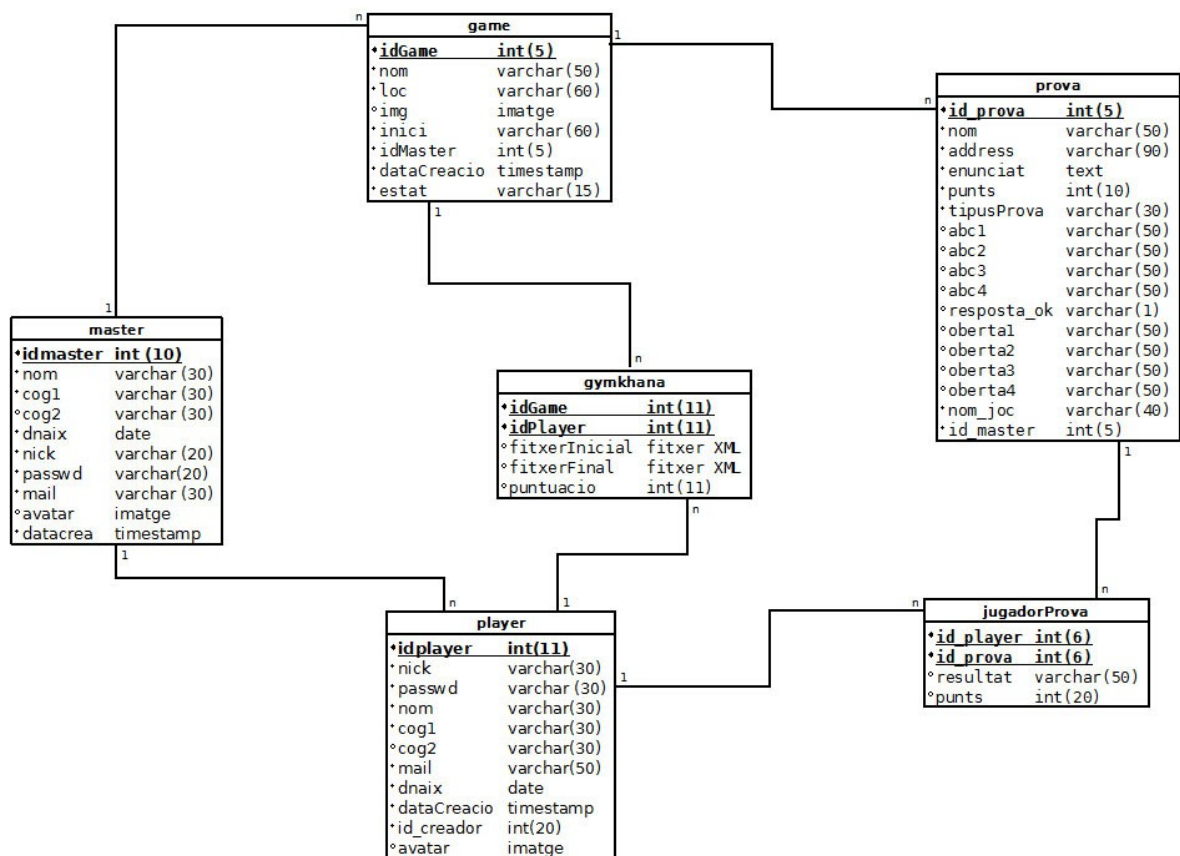 game
idGame int(5)
nom varchar(50)
loc varchar(60)
img imatge
inici varchar(60)
idMaster int(5)
dataCreacio timestamp
estat varchar(15)
n
1
1
n
prova
id_prova int(5)
nom varchar(50)
address varchar(90)
enunciat text
punts int(10)
tipusProva varchar(30)
abc1 varchar(50)
abc2 varchar(50)
abc3 varchar(50)
abc4 varchar(50)
resposta_ok varchar(1)
oberta1 varchar(50)
oberta2 varchar(50)
oberta3 varchar(50)
oberta4 varchar(50)
nom_joc varchar(40)
id_master int(5)
1
1
master
idmaster int (10)
nom varchar (30)
cog1 varchar (30)
cog2 varchar (30)
dnaix date
nick varchar (20)
passwd varchar(20)
mail varchar (30)
avatar imatge
datacrea timestamp
1
n
gymkhana
idGame int(11)
idPlayer int(11)
fitxerInicial fitxer XML
fitxerFinal fitxer XML
puntuacio int(11)
n
n
1
player
idplayer int(11)
nick varchar(30)
passwd varchar (30)
nom varchar(30)
cog1 varchar(30)
cog2 varchar(30)
mail varchar(50)
dnaix date
dataCreacio timestamp
id_creador int(20)
avatar imatge
1
n
n
jugadorProva
id_player int(6)
id_prova int(6)
resultat varchar(50)
punts int(20)